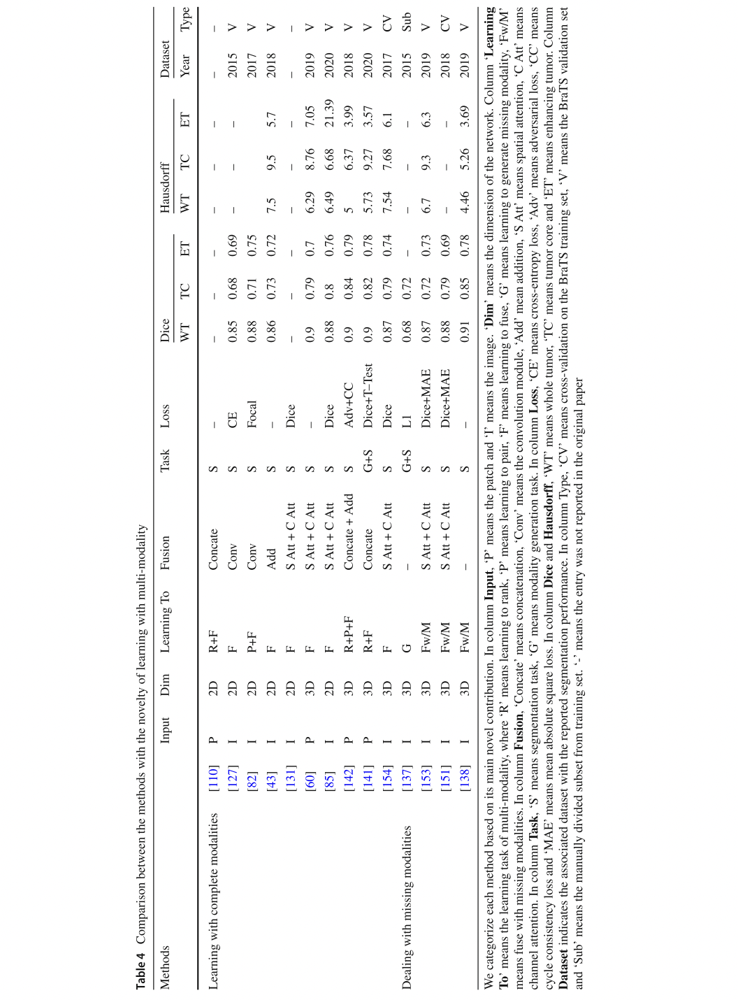 Table 4 Comparison between the methods with the novelty of learning with multi-modality
Methods Input Dim Learning To Fusion Task Loss Dice Hausdorff Dataset
WT TC ET WT TC ET Year Type
Learning with complete modalities [110] P 2D R+F Concate S – – – – – – – – –
[127] I 2D F Conv S CE 0.85 0.68 0.69 – – – 2015 V
[82] I 2D P+F Conv S Focal 0.88 0.71 0.75 2017 V
[43] I 2D F Add S – 0.86 0.73 0.72 7.5 9.5 5.7 2018 V
[131] I 2D F S Att + C Att S Dice – – – – – – – –
[60] P 3D F S Att + C Att S – 0.9 0.79 0.7 6.29 8.76 7.05 2019 V
[85] I 2D F S Att + C Att S Dice 0.88 0.8 0.76 6.49 6.68 21.39 2020 V
[142] P 3D R+P+F Concate + Add S Adv+CC 0.9 0.84 0.79 5 6.37 3.99 2018 V
[141] P 3D R+F Concate G+S Dice+T–Test 0.9 0.82 0.78 5.73 9.27 3.57 2020 V
[154] I 3D F S Att + C Att S Dice 0.87 0.79 0.74 7.54 7.68 6.1 2017 CV
Dealing with missing modalities [137] I 3D G – G+S L1 0.68 0.72 – – – – 2015 Sub
[153] I 3D Fw/M S Att + C Att S Dice+MAE 0.87 0.72 0.73 6.7 9.3 6.3 2019 V
[151] I 3D Fw/M S Att + C Att S Dice+MAE 0.88 0.79 0.69 – – – 2018 CV
[138] I 3D Fw/M – S – 0.91 0.85 0.78 4.46 5.26 3.69 2019 V
We categorize each method based on its main novel contribution. In column Input, ‘P’ means the patch and ‘I’ means the image. ‘Dim’ means the dimension of the network. Column ‘Learning
To’ means the learning task of multi-modality, where ‘R’ means learning to rank, ‘P’ means learning to pair, ‘F’ means learning to fuse, ‘G’ means learning to generate missing modality, ‘Fw/M’
means fuse with missing modalities. In column Fusion, ‘Concate’ means concatenation, ‘Conv’ means the convolution module, ‘Add’ mean addition, ‘S Att’ means spatial attention, ‘C Att’ means
channel attention. In column Task, ‘S’ means segmentation task, ‘G’ means modality generation task. In column Loss, ‘CE’ means cross-entropy loss, ‘Adv’ means adversarial loss, ‘CC’ means
cycle consistency loss and ‘MAE’ means mean absolute square loss. In column Dice and Hausdorff, ‘WT’ means whole tumor, ‘TC’ means tumor core and ‘ET’ means enhancing tumor. Column
Dataset indicates the associated dataset with the reported segmentation performance. In column Type, ‘CV’ means cross-validation on the BraTS training set, ‘V’ means the BraTS validation set
and ‘Sub’ means the manually divided subset from training set. ‘-’ means the entry was not reported in the original paper